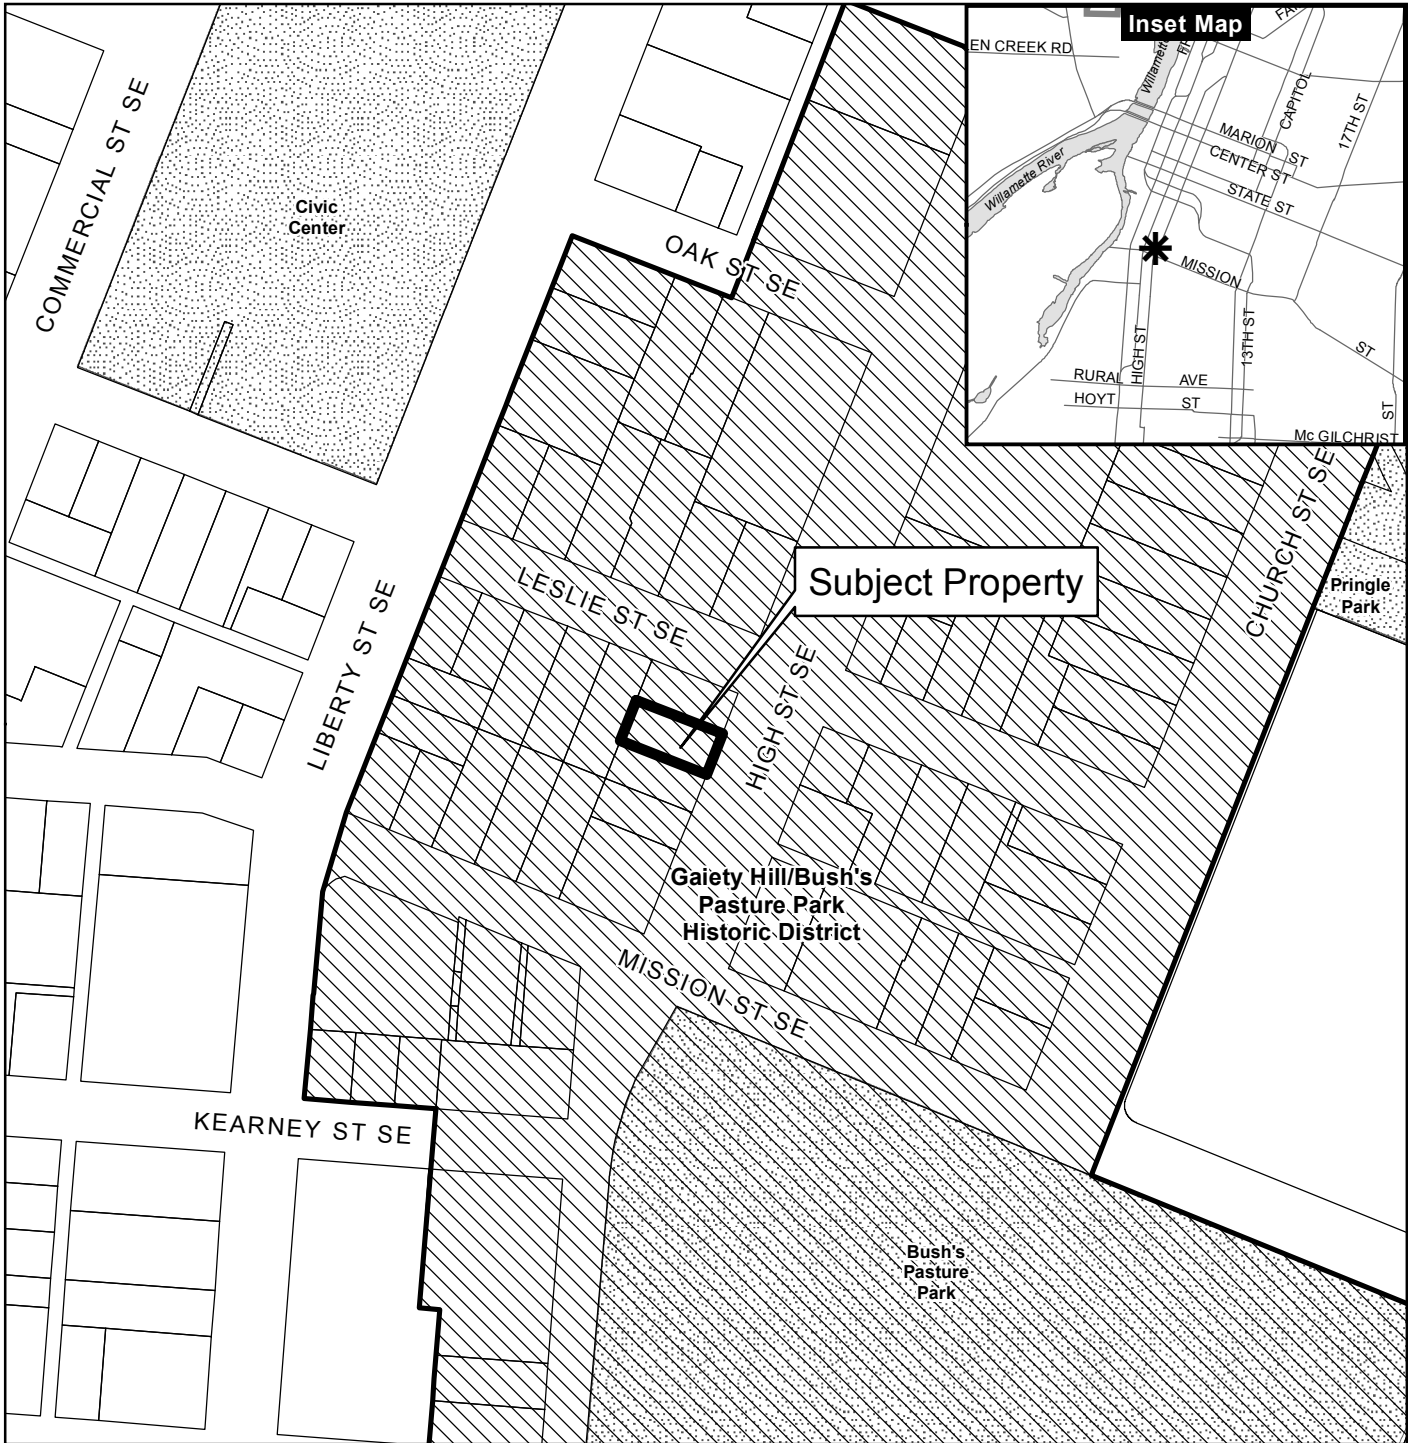 Inset Map
EN CREEK RD
Willamette
CAPITOL
17TH ST
MARION ST
CENTER ST
STATE ST
Willamette River
MISSION
ST
HIGH ST
13TH ST
RURAL AVE
HOYT ST
ST
Mc GILCHRIST
COMMERCIAL ST SE
Civic
Center
OAK ST SE
CHURCH ST SE
Pringle
Park
LESLIE ST SE
Subject Property
LIBERTY ST SE
HIGH ST SE
Gaiety Hill/Bush's
Pasture Park
Historic District
MISSION ST SE
KEARNEY ST SE
Bush's
Pasture
Park